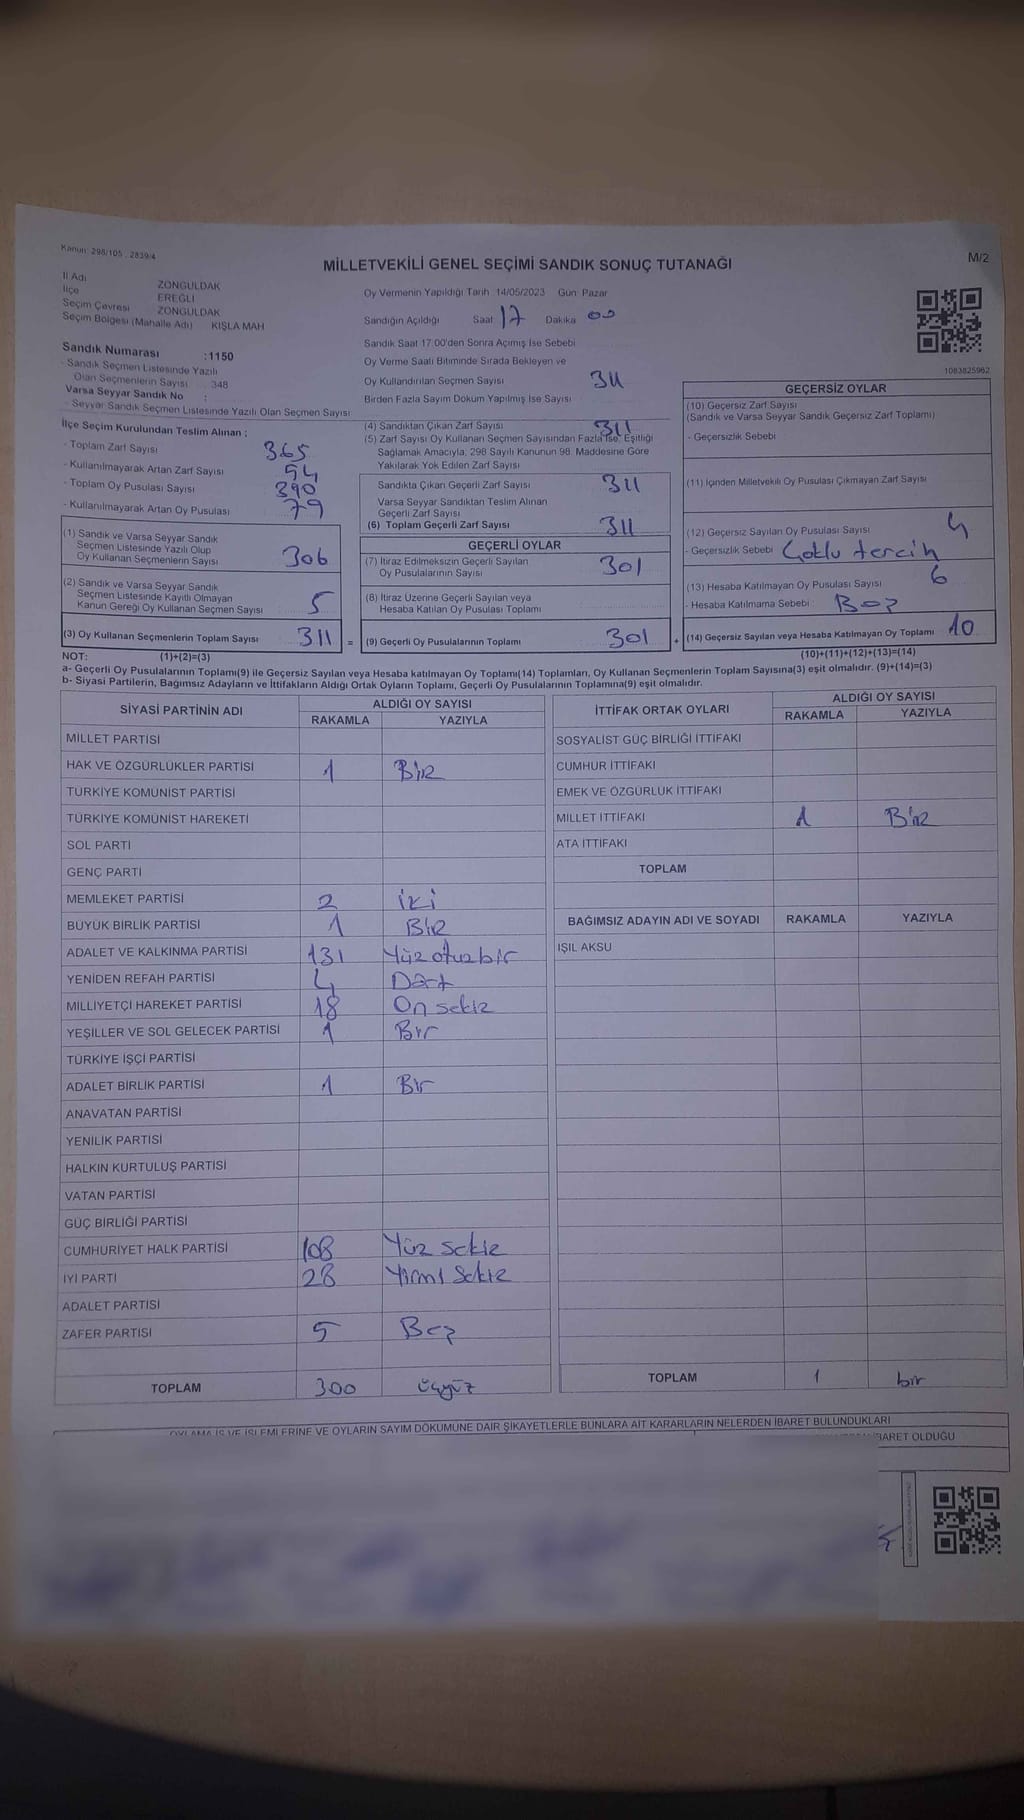 Kanun: 298/105 , 2839/4
MİLLETVEKİLİ GENEL SEÇİMİ SANDIK SONUÇ TUTANAĞI
M/2
İl Adı ZONGULDAK
İlçe EREĞLİ
Seçim Çevresi ZONGULDAK
Seçim Bölgesi (Mahalle Adı) KIŞLA MAH
Sandık Numarası :1150
- Sandık Seçmen Listesinde Yazılı
Olan Seçmenlerin Sayısı : 348
Varsa Seyyar Sandık No :
- Seyyar Sandık Seçmen Listesinde Yazılı Olan Seçmen Sayısı
İlçe Seçim Kurulundan Teslim Alınan :
- Toplam Zarf Sayısı 365
- Kullanılmayarak Artan Zarf Sayısı 54
- Toplam Oy Pusulası Sayısı 390
- Kullanılmayarak Artan Oy Pusulası 79
(1) Sandık ve Varsa Seyyar Sandık
Seçmen Listesinde Yazılı Olup
Oy Kullanan Seçmenlerin Sayısı 306
(2) Sandık ve Varsa Seyyar Sandık
Seçmen Listesinde Kayıtlı Olmayan
Kanun Gereği Oy Kullanan Seçmen Sayısı 5
(3) Oy Kullanan Seçmenlerin Toplam Sayısı 311 =
Oy Vermenin Yapıldığı Tarih: 14/05/2023 Gün: Pazar
Sandığın Açıldığı Saat 17 Dakika 00
Sandık Saat 17:00'den Sonra Açımış İse Sebebi
Oy Verme Saati Bitiminde Sırada Bekleyen ve
Oy Kullandırılan Seçmen Sayısı 311
Birden Fazla Sayım Döküm Yapılmış İse Sayısı
(4) Sandıktan Çıkan Zarf Sayısı 311
(5) Zarf Sayısı Oy Kullanan Seçmen Sayısından Fazla İse, Eşitliği
Sağlamak Amacıyla, 298 Sayılı Kanunun 98. Maddesine Göre
Yakılarak Yok Edilen Zarf Sayısı
Sandıkta Çıkan Geçerli Zarf Sayısı 311
Varsa Seyyar Sandıktan Teslim Alınan
Geçerli Zarf Sayısı
(6) Toplam Geçerli Zarf Sayısı 311
GEÇERLİ OYLAR
(7) İtiraz Edilmeksizin Geçerli Sayılan
Oy Pusulalarının Sayısı 301
(8) İtiraz Üzerine Geçerli Sayılan veya
Hesaba Katılan Oy Pusulası Toplamı
(9) Geçerli Oy Pusulalarının Toplamı 301 +
1083825962
GEÇERSİZ OYLAR
(10) Geçersiz Zarf Sayısı
(Sandık ve Varsa Seyyar Sandık Geçersiz Zarf Toplamı)
- Geçersizlik Sebebi
(11) İçinden Milletvekili Oy Pusulası Çıkmayan Zarf Sayısı
(12) Geçersiz Sayılan Oy Pusulası Sayısı 4
- Geçersizlik Sebebi Çoklu tercih
(13) Hesaba Katılmayan Oy Pusulası Sayısı 6
- Hesaba Katılmama Sebebi Boş
(14) Geçersiz Sayılan veya Hesaba Katılmayan Oy Toplamı 10
(10)+(11)+(12)+(13)=(14)
NOT: (1)+(2)=(3)
a- Geçerli Oy Pusulalarının Toplamı(9) ile Geçersiz Sayılan veya Hesaba Katılmayan Oy Toplamı(14) Toplamları, Oy Kullanan Seçmenlerin Toplam Sayısına(3) eşit olmalıdır. (9)+(14)=(3)
b- Siyasi Partilerin, Bağımsız Adayların ve İttifakların Aldığı Ortak Oyların Toplamı, Geçerli Oy Pusulalarının Toplamına(9) eşit olmalıdır.
SİYASİ PARTİNİN ADI ALDIĞI OY SAYISI
RAKAMLA YAZIYLA
MİLLET PARTİSİ
HAK VE ÖZGÜRLÜKLER PARTİSİ 1 Bir
TÜRKİYE KOMÜNİST PARTİSİ
TÜRKİYE KOMÜNİST HAREKETİ
SOL PARTİ
GENÇ PARTİ
MEMLEKET PARTİSİ 2 iki
BÜYÜK BİRLİK PARTİSİ 1 Bir
ADALET VE KALKINMA PARTİSİ 131 Yüz otuz bir
YENİDEN REFAH PARTİSİ 4 Dört
MİLLİYETÇİ HAREKET PARTİSİ 18 On sekiz
YEŞİLLER VE SOL GELECEK PARTİSİ 1 Bir
TÜRKİYE İŞÇİ PARTİSİ
ADALET BİRLİK PARTİSİ 1 Bir
ANAVATAN PARTİSİ
YENİLİK PARTİSİ
HALKIN KURTULUŞ PARTİSİ
VATAN PARTİSİ
GÜÇ BİRLİĞİ PARTİSİ
CUMHURİYET HALK PARTİSİ 108 Yüz sekiz
İYİ PARTİ 28 Yirmi Sekiz
ADALET PARTİSİ
ZAFER PARTİSİ 5 Beş
TOPLAM 300 üçyüz
İTTİFAK ORTAK OYLARI ALDIĞI OY SAYISI
RAKAMLA YAZIYLA
SOSYALİST GÜÇ BİRLİĞİ İTTİFAKI
CUMHUR İTTİFAKI
EMEK VE ÖZGÜRLÜK İTTİFAKI
MİLLET İTTİFAKI 1 Bir
ATA İTTİFAKI
TOPLAM
BAĞIMSIZ ADAYIN ADI VE SOYADI RAKAMLA YAZIYLA
IŞIL AKSU
TOPLAM 1 bir
OYLAMA İŞ VE İŞLEMLERİNE VE OYLARIN SAYIM DÖKÜMÜNE DAİR ŞİKAYETLERLE BUNLARA AİT KARARLARIN NELERDEN İBARET BULUNDUKLARI
İBARET OLDUĞU